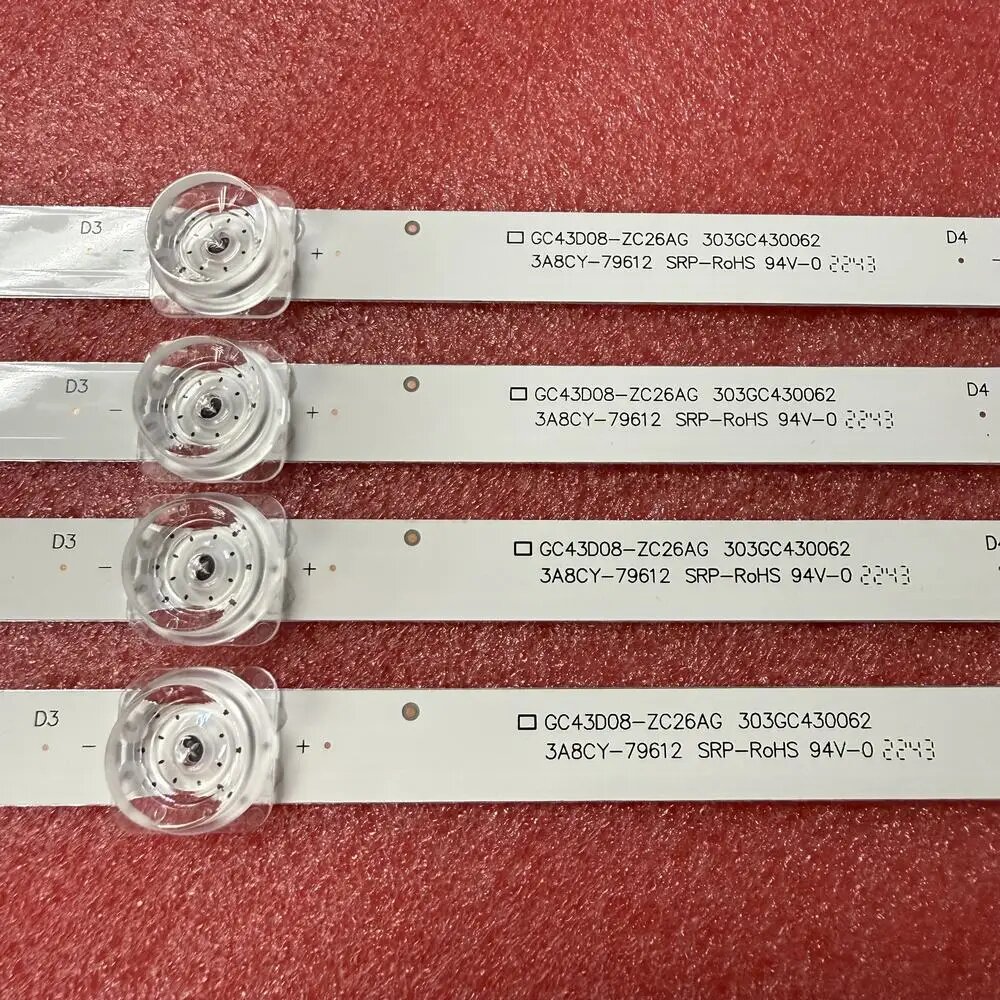 D3 - + GC43D08-ZC26AG 303GC430062 D4 -
3A8CY-79612 SRP-RoHS 94V-0 2243
D3 - + GC43D08-ZC26AG 303GC430062 D4
3A8CY-79612 SRP-RoHS 94V-0 2243
D3 - + GC43D08-ZC26AG 303GC430062 D4
3A8CY-79612 SRP-RoHS 94V-0 2243
D3 - + GC43D08-ZC26AG 303GC430062
3A8CY-79612 SRP-RoHS 94V-0 2243